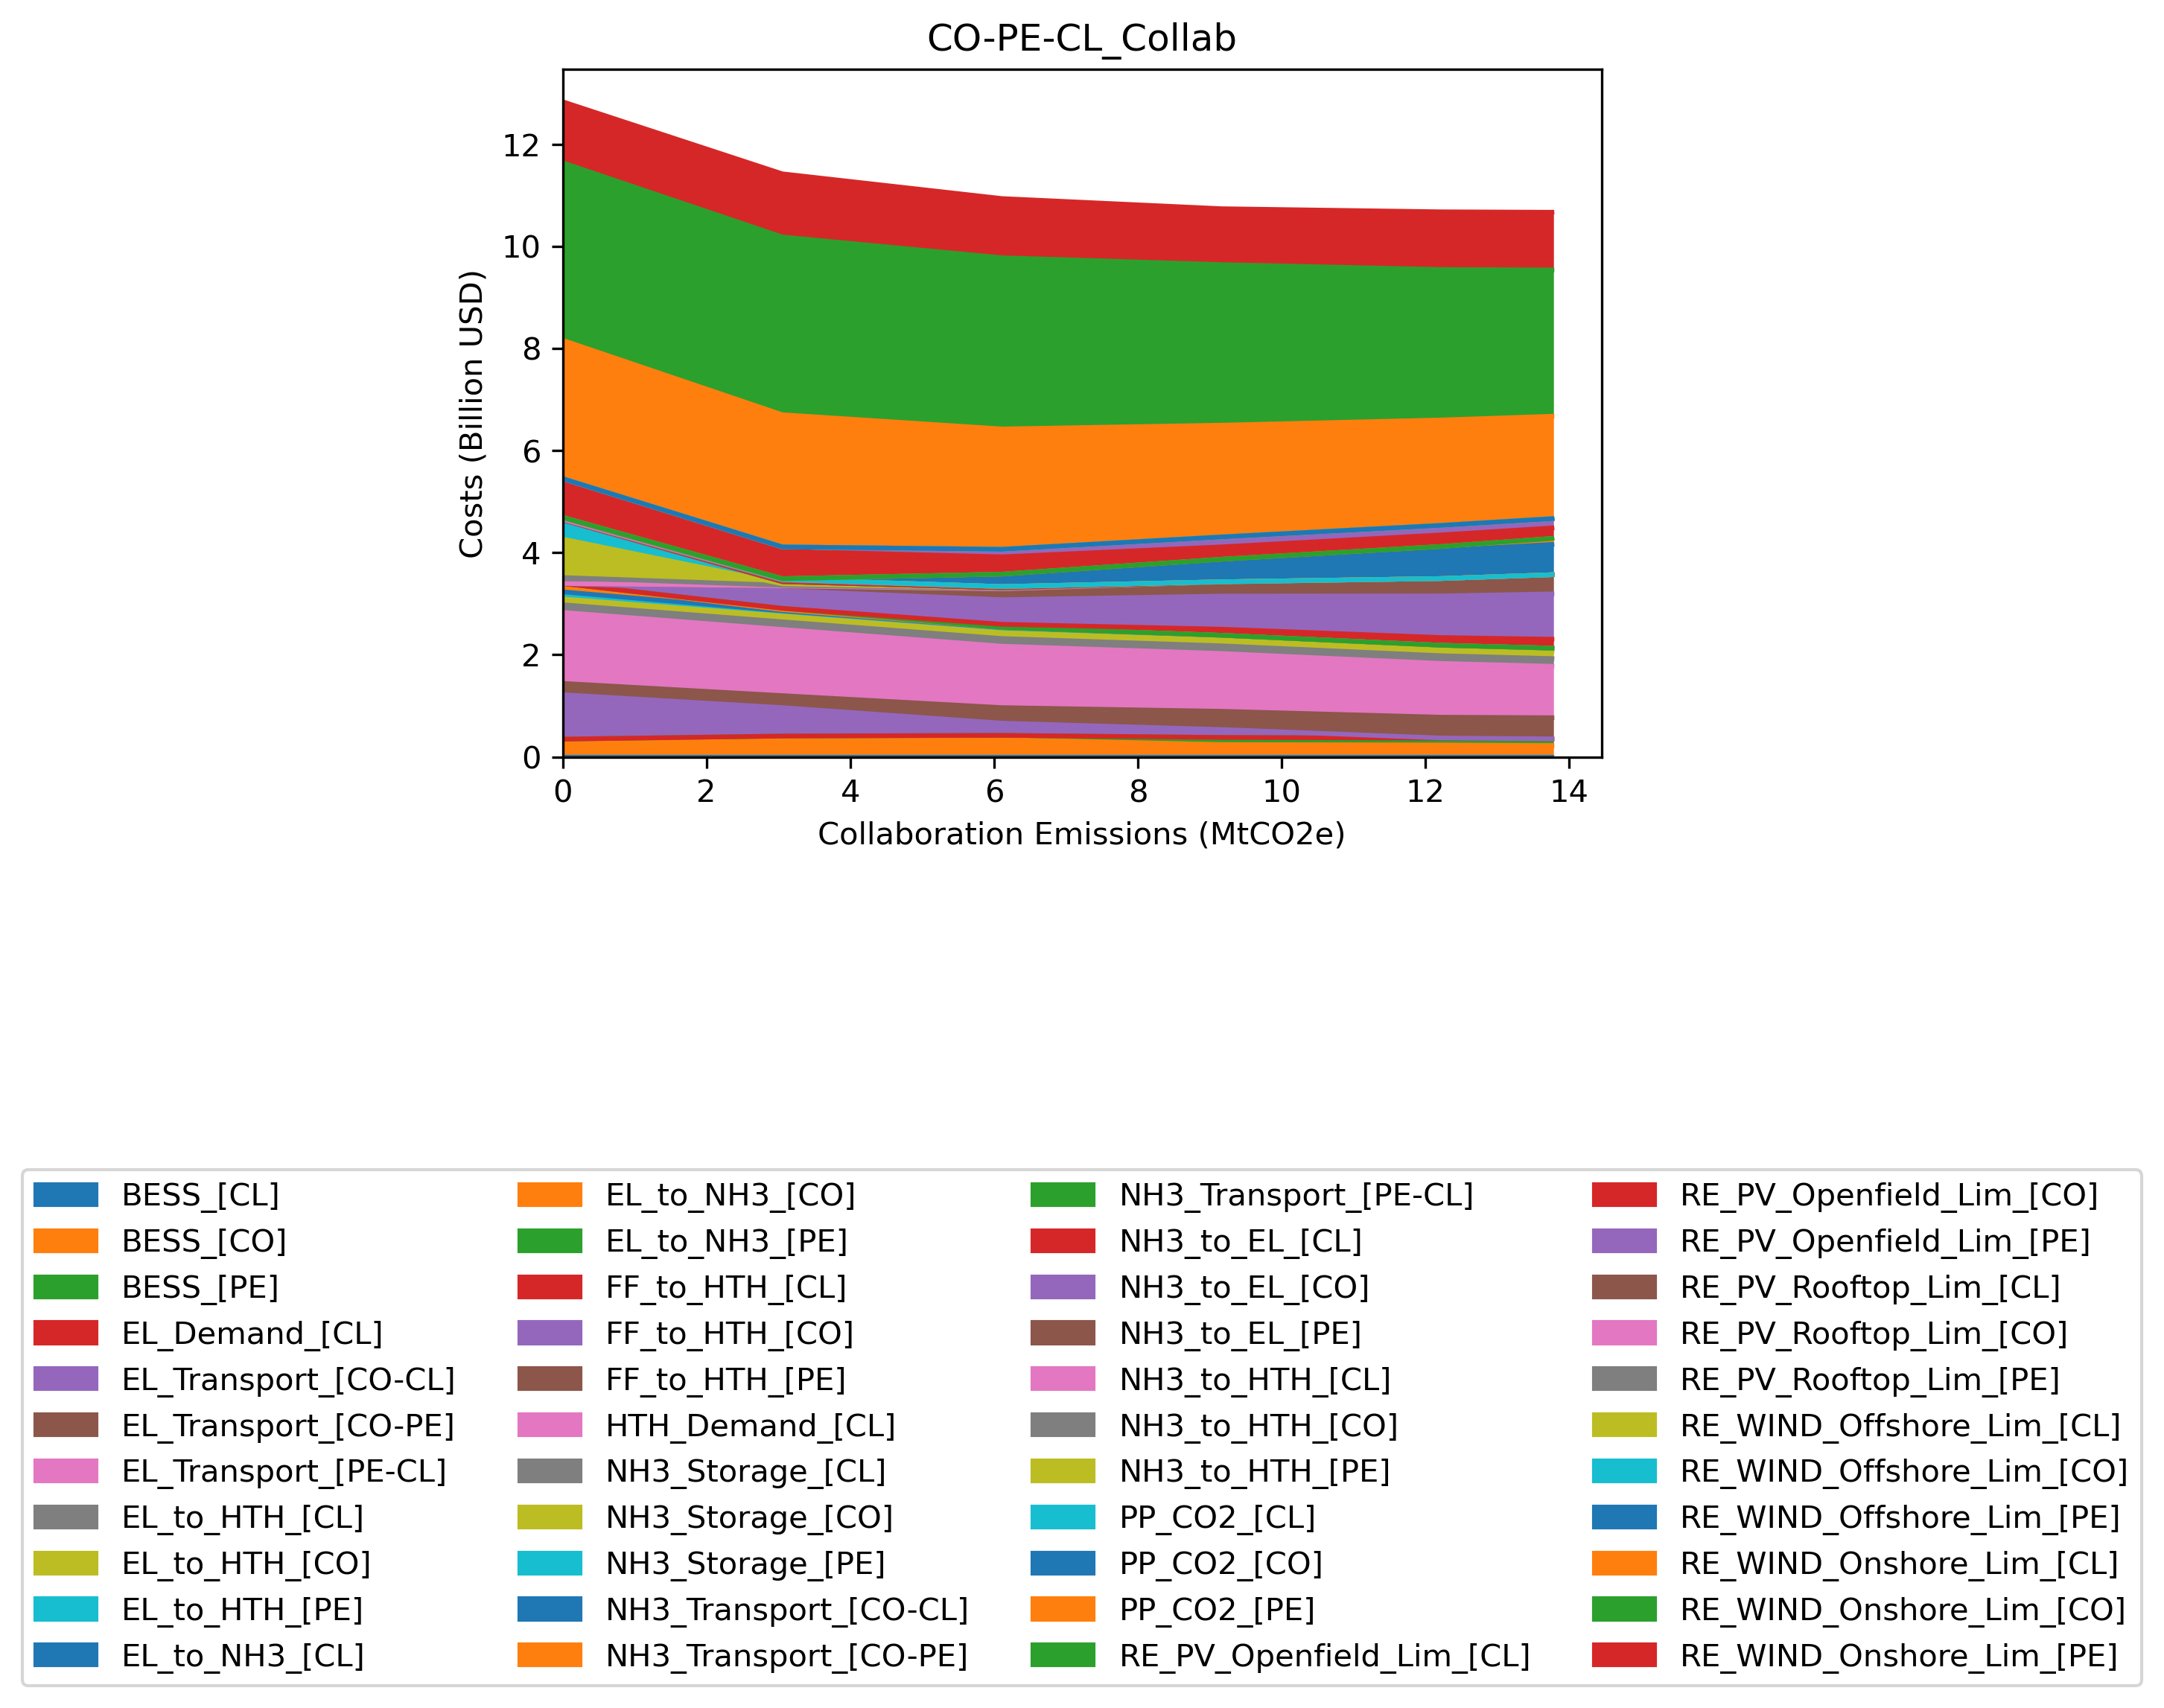 CO-PE-CL_Collab
Costs (Billion USD)
12
10
8
6
4
2
0
0 2 4 6 8 10 12 14
Collaboration Emissions (MtCO2e)
BESS_[CL]
BESS_[CO]
BESS_[PE]
EL_Demand_[CL]
EL_Transport_[CO-CL]
EL_Transport_[CO-PE]
EL_Transport_[PE-CL]
EL_to_HTH_[CL]
EL_to_HTH_[CO]
EL_to_HTH_[PE]
EL_to_NH3_[CL]
EL_to_NH3_[CO]
EL_to_NH3_[PE]
FF_to_HTH_[CL]
FF_to_HTH_[CO]
FF_to_HTH_[PE]
HTH_Demand_[CL]
NH3_Storage_[CL]
NH3_Storage_[CO]
NH3_Storage_[PE]
NH3_Transport_[CO-CL]
NH3_Transport_[CO-PE]
NH3_Transport_[PE-CL]
NH3_to_EL_[CL]
NH3_to_EL_[CO]
NH3_to_EL_[PE]
NH3_to_HTH_[CL]
NH3_to_HTH_[CO]
NH3_to_HTH_[PE]
PP_CO2_[CL]
PP_CO2_[CO]
PP_CO2_[PE]
RE_PV_Openfield_Lim_[CL]
RE_PV_Openfield_Lim_[CO]
RE_PV_Openfield_Lim_[PE]
RE_PV_Rooftop_Lim_[CL]
RE_PV_Rooftop_Lim_[CO]
RE_PV_Rooftop_Lim_[PE]
RE_WIND_Offshore_Lim_[CL]
RE_WIND_Offshore_Lim_[CO]
RE_WIND_Offshore_Lim_[PE]
RE_WIND_Onshore_Lim_[CL]
RE_WIND_Onshore_Lim_[CO]
RE_WIND_Onshore_Lim_[PE]